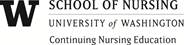 W SCHOOL OF NURSING
UNIVERSITY of WASHINGTON
Continuing Nursing Education